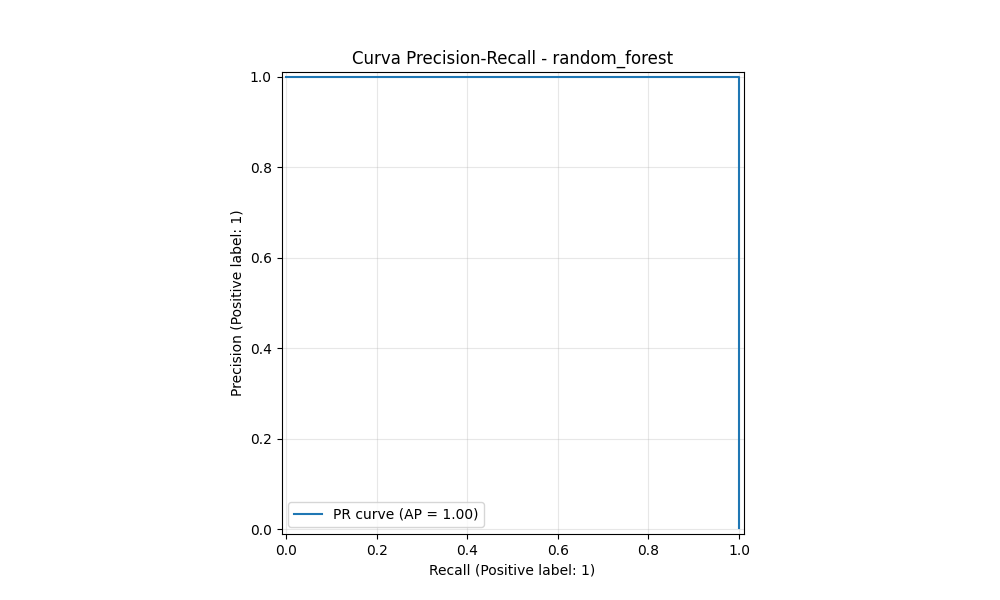 Curva Precision-Recall - random_forest
1.0
0.8
0.6
0.4
0.2
0.0
Precision (Positive label: 1)
PR curve (AP = 1.00)
0.0 0.2 0.4 0.6 0.8 1.0
Recall (Positive label: 1)